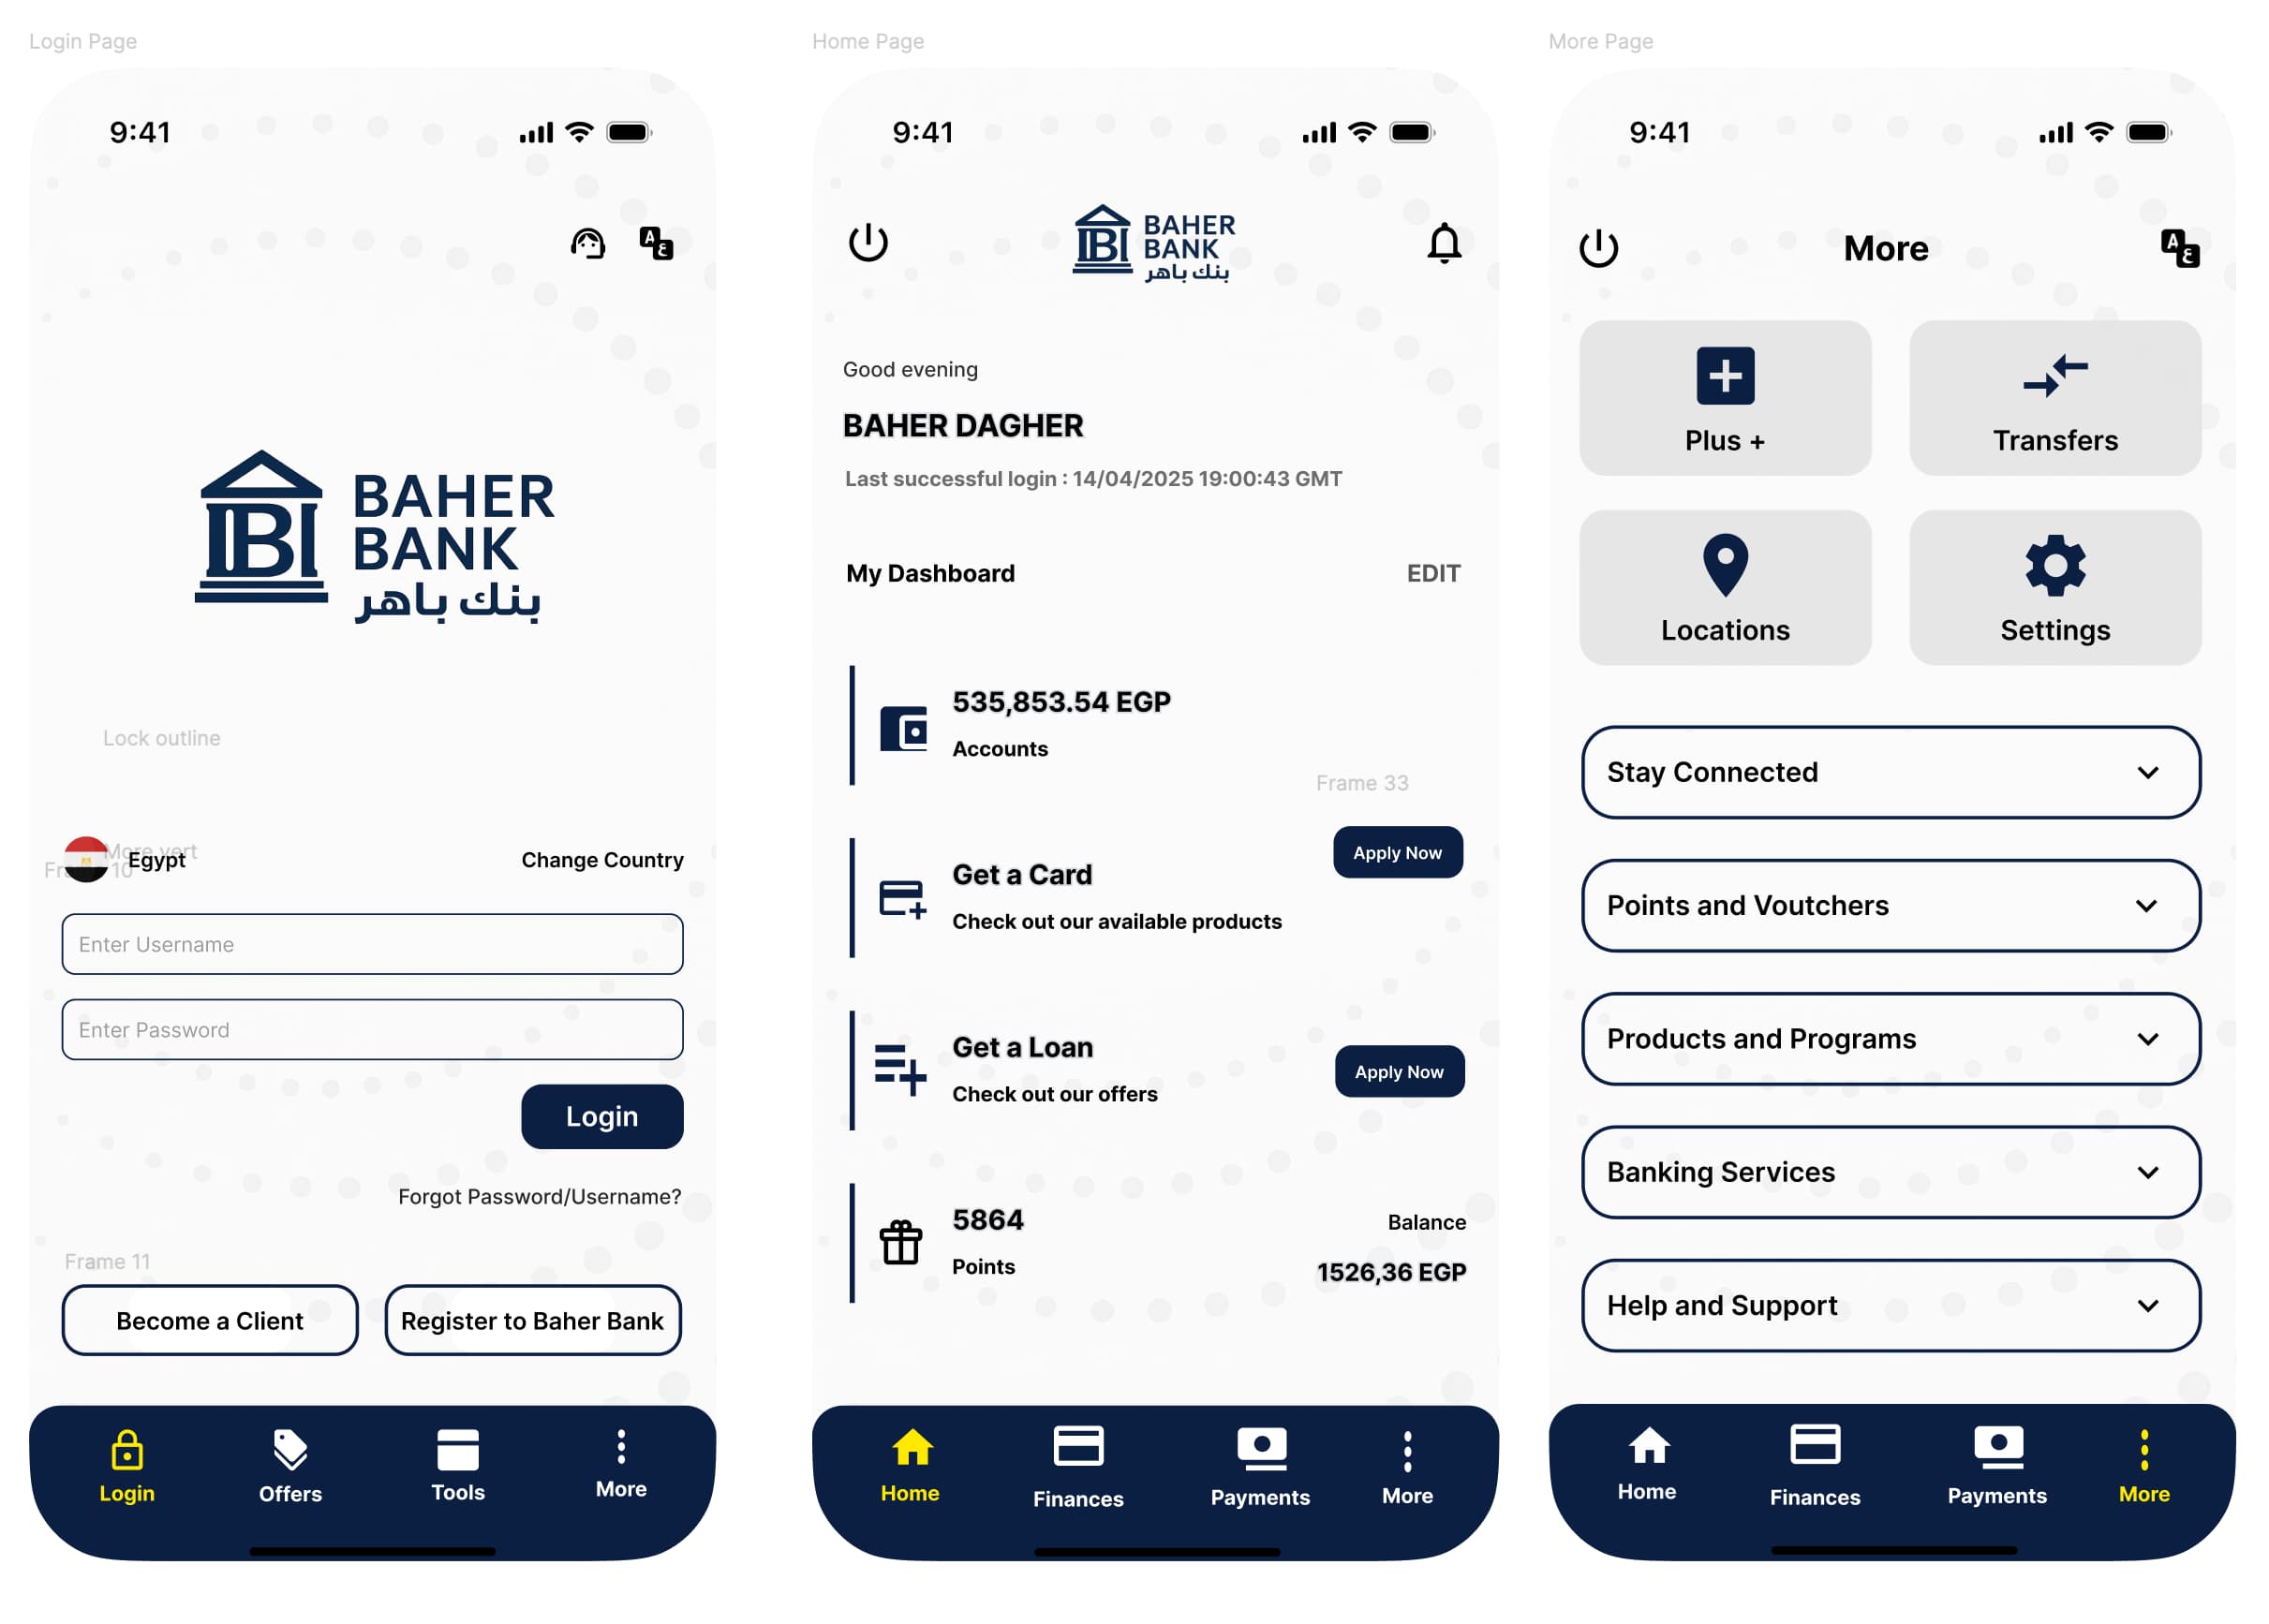 Login Page
9:41
BAHER
BANK
بنك باهر
Lock outline
More vert
Egypt
Change Country
Enter Username
Enter Password
Login
Forgot Password/Username?
Frame 11
Become a Client
Register to Baher Bank
Login
Offers
Tools
More
Home Page
9:41
BAHER
BANK
بنك باهر
Good evening
BAHER DAGHER
Last successful login : 14/04/2025 19:00:43 GMT
My Dashboard
EDIT
535,853.54 EGP
Accounts
Frame 33
Get a Card
Check out our available products
Apply Now
Get a Loan
Check out our offers
Apply Now
5864
Points
Balance
1526,36 EGP
Home
Finances
Payments
More
More Page
9:41
More
Plus +
Transfers
Locations
Settings
Stay Connected
Points and Voutchers
Products and Programs
Banking Services
Help and Support
Home
Finances
Payments
More